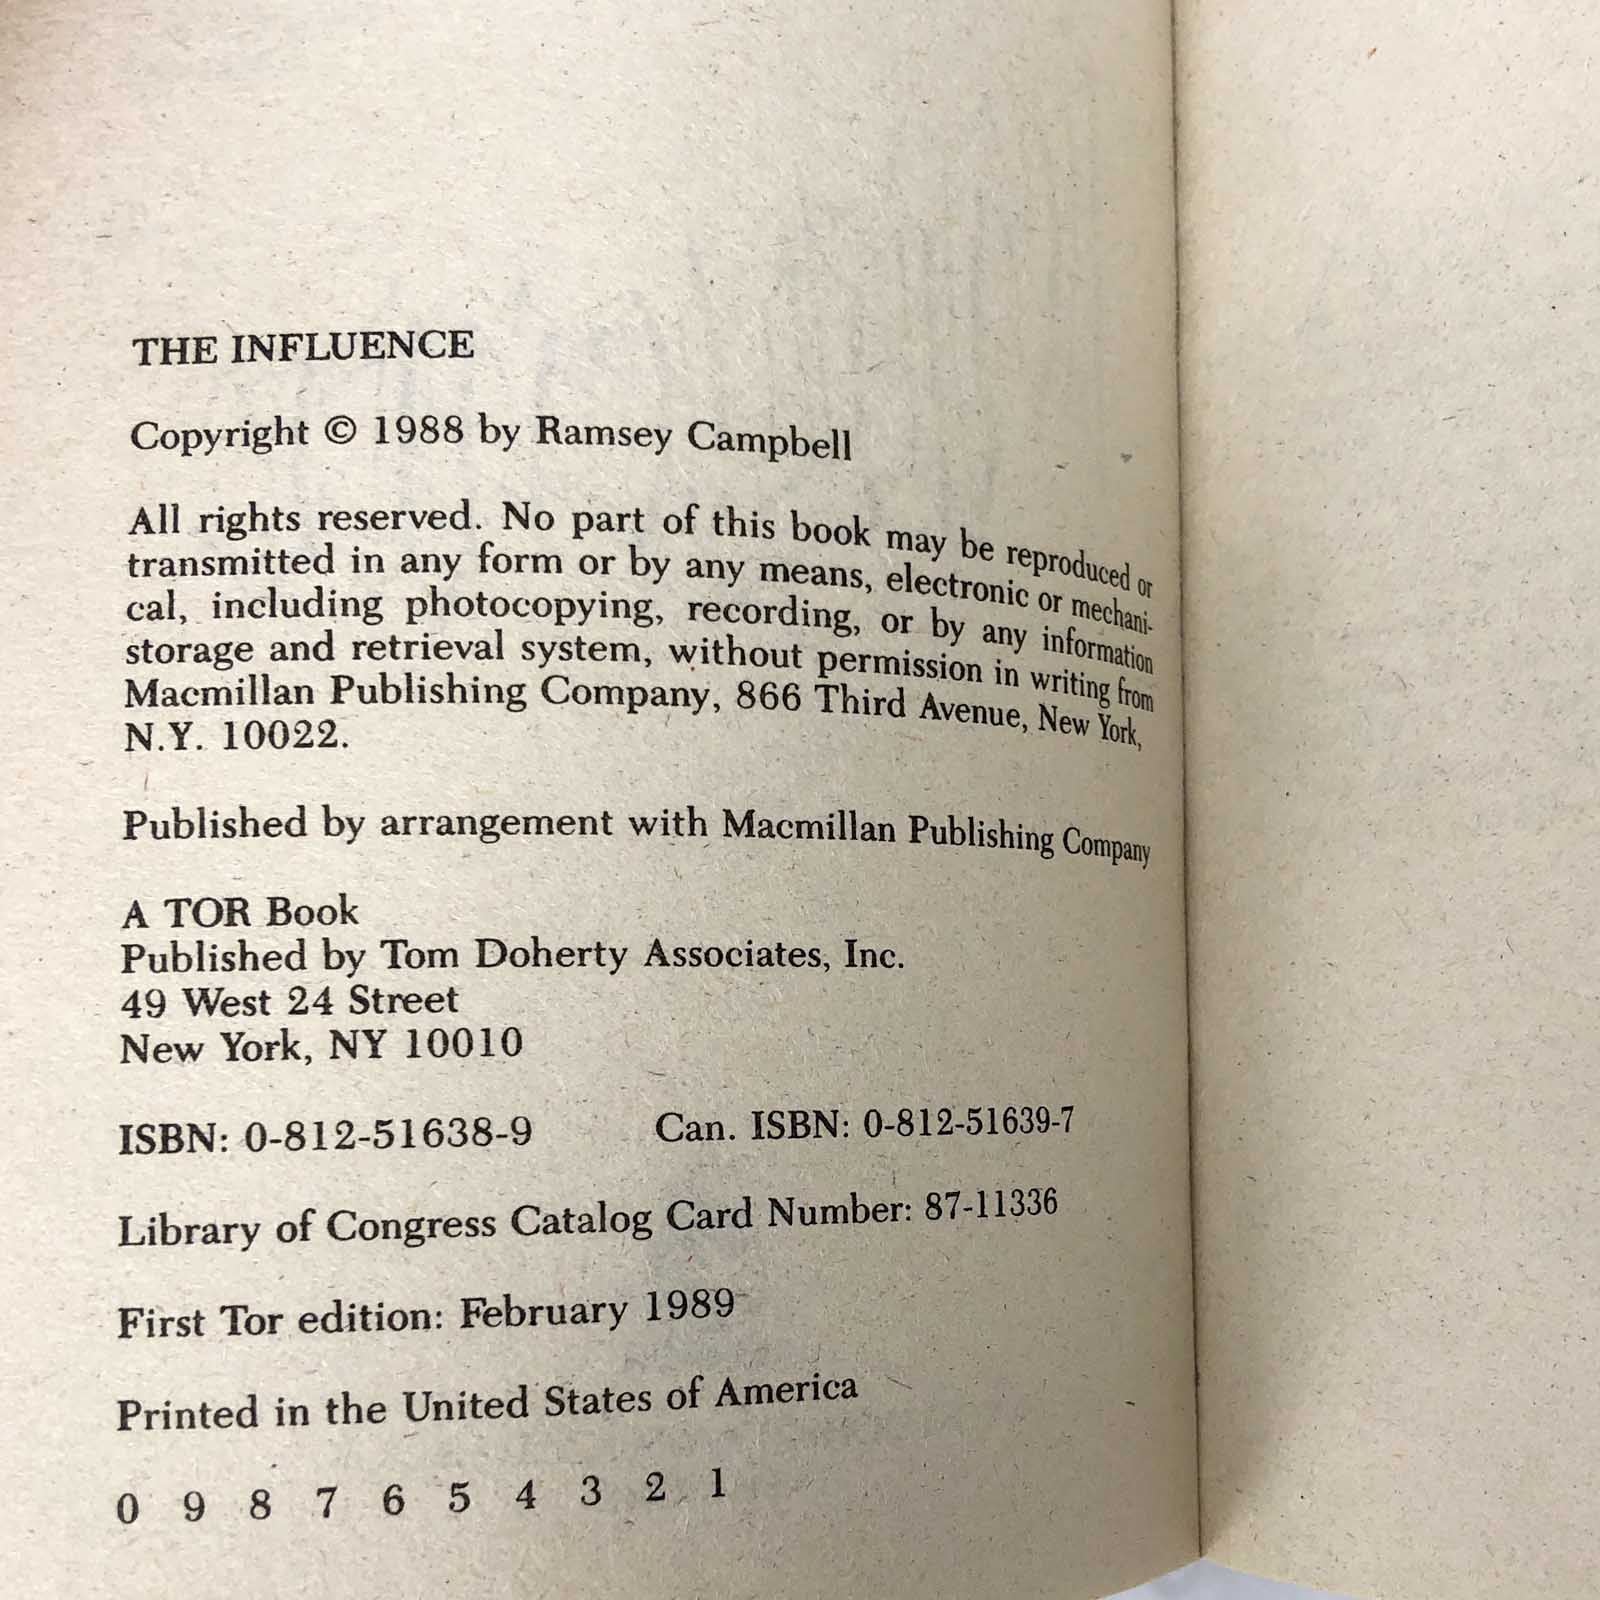 THE INFLUENCE
Copyright © 1988 by Ramsey Campbell
All rights reserved. No part of this book may be reproduced or
transmitted in any form or by any means, electronic or mechani-
cal, including photocopying, recording, or by any information
storage and retrieval system, without permission in writing from
Macmillan Publishing Company, 866 Third Avenue, New York,
N.Y. 10022.
Published by arrangement with Macmillan Publishing Company
A TOR Book
Published by Tom Doherty Associates, Inc.
49 West 24 Street
New York, NY 10010
ISBN: 0-812-51638-9 Can. ISBN: 0-812-51639-7
Library of Congress Catalog Card Number: 87-11336
First Tor edition: February 1989
Printed in the United States of America
0 9 8 7 6 5 4 3 2 1